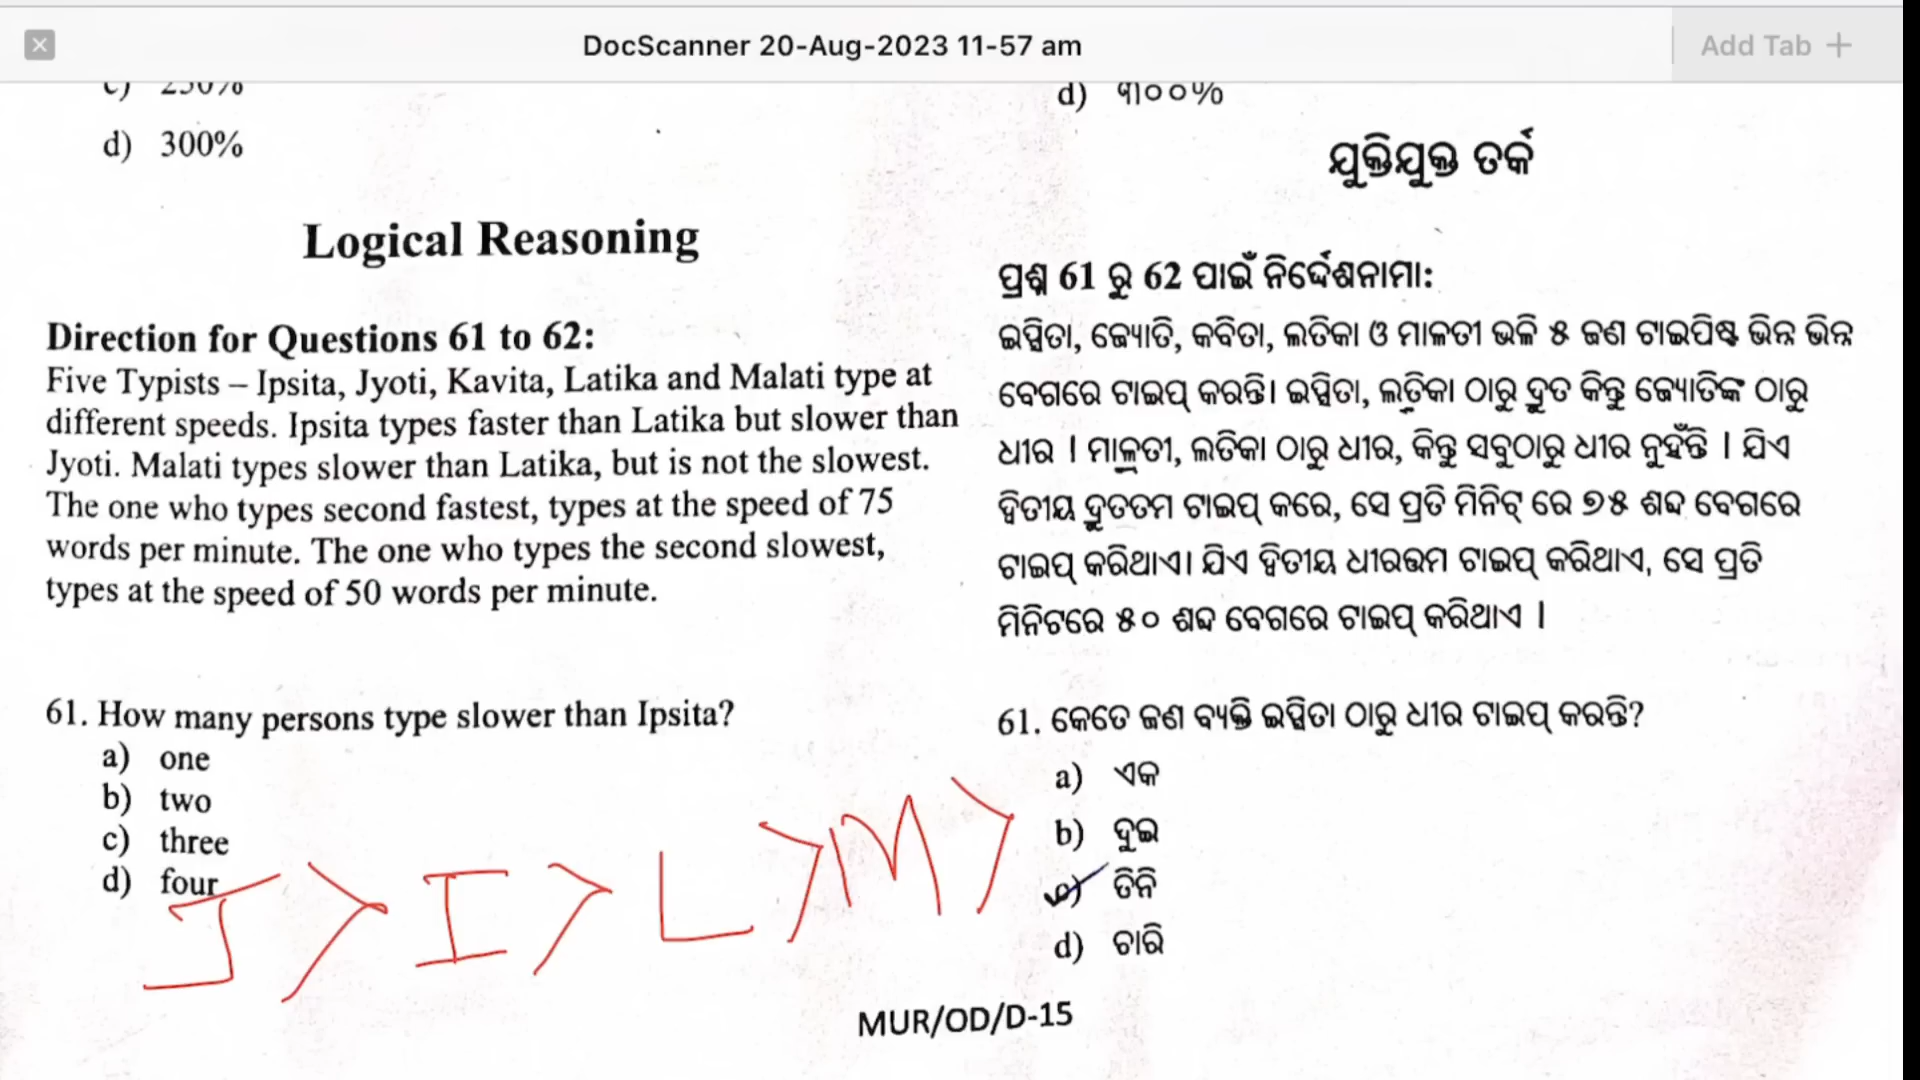 DocScanner 20-Aug-2023 11-57 am
Add Tab +
c) 250%
d) 300%
Logical Reasoning
Direction for Questions 61 to 62:
Five Typists – Ipsita, Jyoti, Kavita, Latika and Malati type at
different speeds. Ipsita types faster than Latika but slower than
Jyoti. Malati types slower than Latika, but is not the slowest.
The one who types second fastest, types at the speed of 75
words per minute. The one who types the second slowest,
types at the speed of 50 words per minute.
61. How many persons type slower than Ipsita?
a) one
b) two
c) three
d) four
J > I > L > M >
d) ୩୦୦%
ଯୁକ୍ତିଯୁକ୍ତ ତର୍କ
ପ୍ରଶ୍ନ 61 ରୁ 62 ପାଇଁ ନିର୍ଦ୍ଦେଶନାମା:
ଇପ୍ସିତା, ଜ୍ୟୋତି, କବିତା, ଲତିକା ଓ ମାଳତୀ ଭଳି ୫ ଜଣ ଟାଇପିଷ୍ଟ ଭିନ୍ନ ଭିନ୍ନ
ବେଗରେ ଟାଇପ୍ କରନ୍ତି। ଇପ୍ସିତା, ଲତିକା ଠାରୁ ଦ୍ରୁତ କିନ୍ତୁ ଜ୍ୟୋତିଙ୍କ ଠାରୁ
ଧୀର । ମାଳତୀ, ଲତିକା ଠାରୁ ଧୀର, କିନ୍ତୁ ସବୁଠାରୁ ଧୀର ନୁହଁନ୍ତି । ଯିଏ
ଦ୍ବିତୀୟ ଦ୍ରୁତତମ ଟାଇପ୍ କରେ, ସେ ପ୍ରତି ମିନିଟ୍ ରେ ୭୫ ଶବ୍ଦ ବେଗରେ
ଟାଇପ୍ କରିଥାଏ। ଯିଏ ଦ୍ବିତୀୟ ଧୀରତ୍ତମ ଟାଇପ୍ କରିଥାଏ, ସେ ପ୍ରତି
ମିନିଟରେ ୫୦ ଶବ୍ଦ ବେଗରେ ଟାଇପ୍ କରିଥାଏ ।
61. କେତେ ଜଣ ବ୍ୟକ୍ତି ଇପ୍ସିତା ଠାରୁ ଧୀର ଟାଇପ୍ କରନ୍ତି?
a) ଏକ
b) ଦୁଇ
c) ତିନି
d) ଚାରି
MUR/OD/D-15